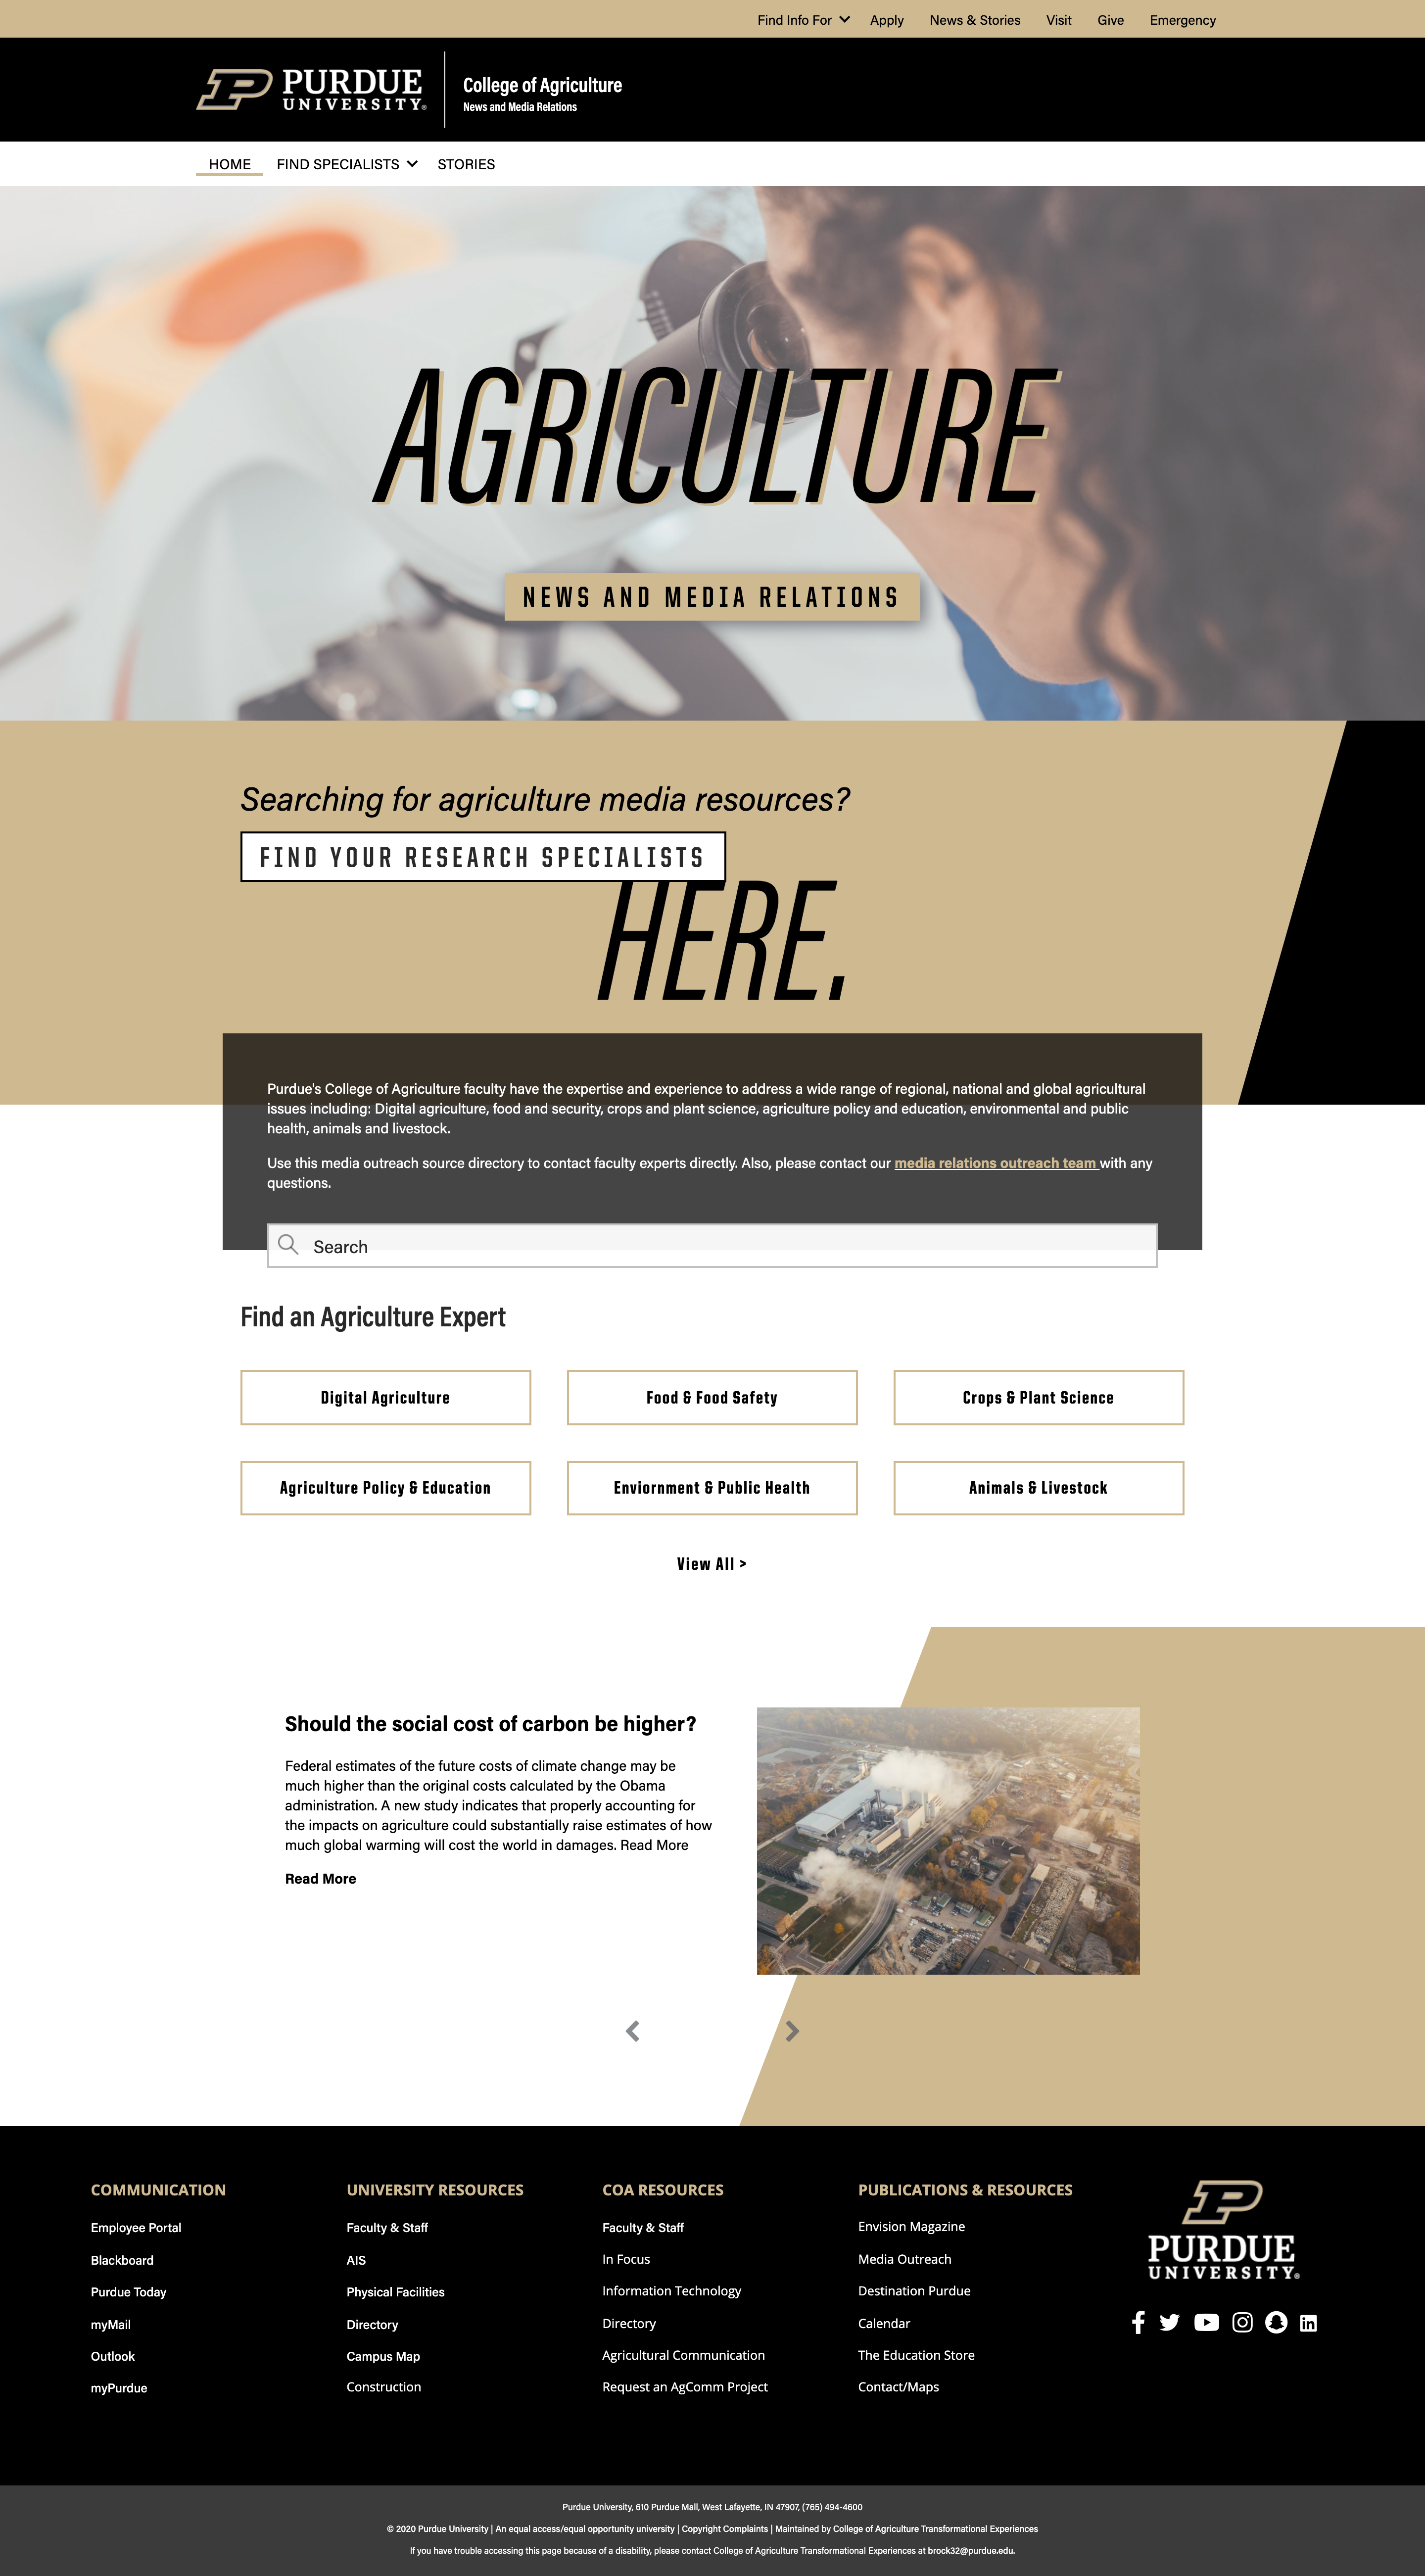 Find Info For Apply News & Stories Visit Give Emergency
PURDUE
UNIVERSITY®
College of Agriculture
News and Media Relations
HOME FIND SPECIALISTS STORIES
AGRICULTURE
NEWS AND MEDIA RELATIONS
Searching for agriculture media resources?
FIND YOUR RESEARCH SPECIALISTS
HERE.
Purdue's College of Agriculture faculty have the expertise and experience to address a wide range of regional, national and global agricultural
issues including: Digital agriculture, food and security, crops and plant science, agriculture policy and education, environmental and public
health, animals and livestock.
Use this media outreach source directory to contact faculty experts directly. Also, please contact our media relations outreach team with any
questions.
Search
Find an Agriculture Expert
Digital Agriculture
Food & Food Safety
Crops & Plant Science
Agriculture Policy & Education
Enviornment & Public Health
Animals & Livestock
View All >
Should the social cost of carbon be higher?
Federal estimates of the future costs of climate change may be
much higher than the original costs calculated by the Obama
administration. A new study indicates that properly accounting for
the impacts on agriculture could substantially raise estimates of how
much global warming will cost the world in damages. Read More
Read More
COMMUNICATION
Employee Portal
Blackboard
Purdue Today
myMail
Outlook
myPurdue
UNIVERSITY RESOURCES
Faculty & Staff
AIS
Physical Facilities
Directory
Campus Map
Construction
COA RESOURCES
Faculty & Staff
In Focus
Information Technology
Directory
Agricultural Communication
Request an AgComm Project
PUBLICATIONS & RESOURCES
Envision Magazine
Media Outreach
Destination Purdue
Calendar
The Education Store
Contact/Maps
PURDUE
UNIVERSITY®
Purdue University, 610 Purdue Mall, West Lafayette, IN 47907, (765) 494-4600
© 2020 Purdue University | An equal access/equal opportunity university | Copyright Complaints | Maintained by College of Agriculture Transformational Experiences
If you have trouble accessing this page because of a disability, please contact College of Agriculture Transformational Experiences at brock32@purdue.edu.